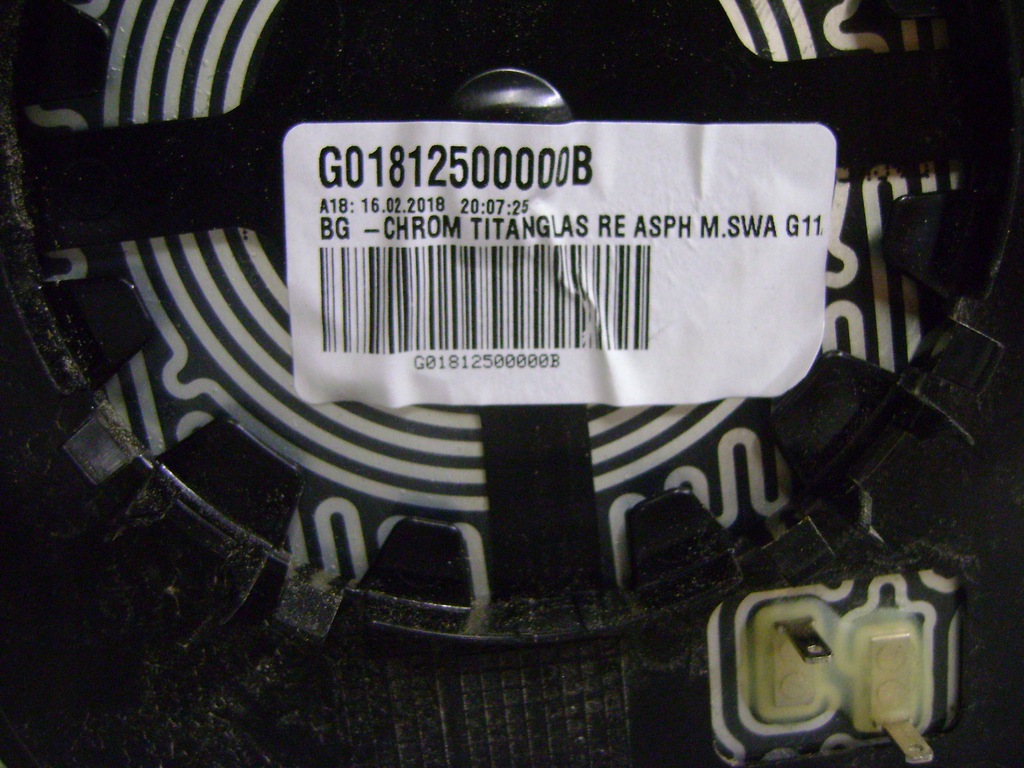 G01812500000B
A18: 16.02.2018 20:07:25
BG -CHROM TITANGLAS RE ASPH M.SWA G11
G01812500000B